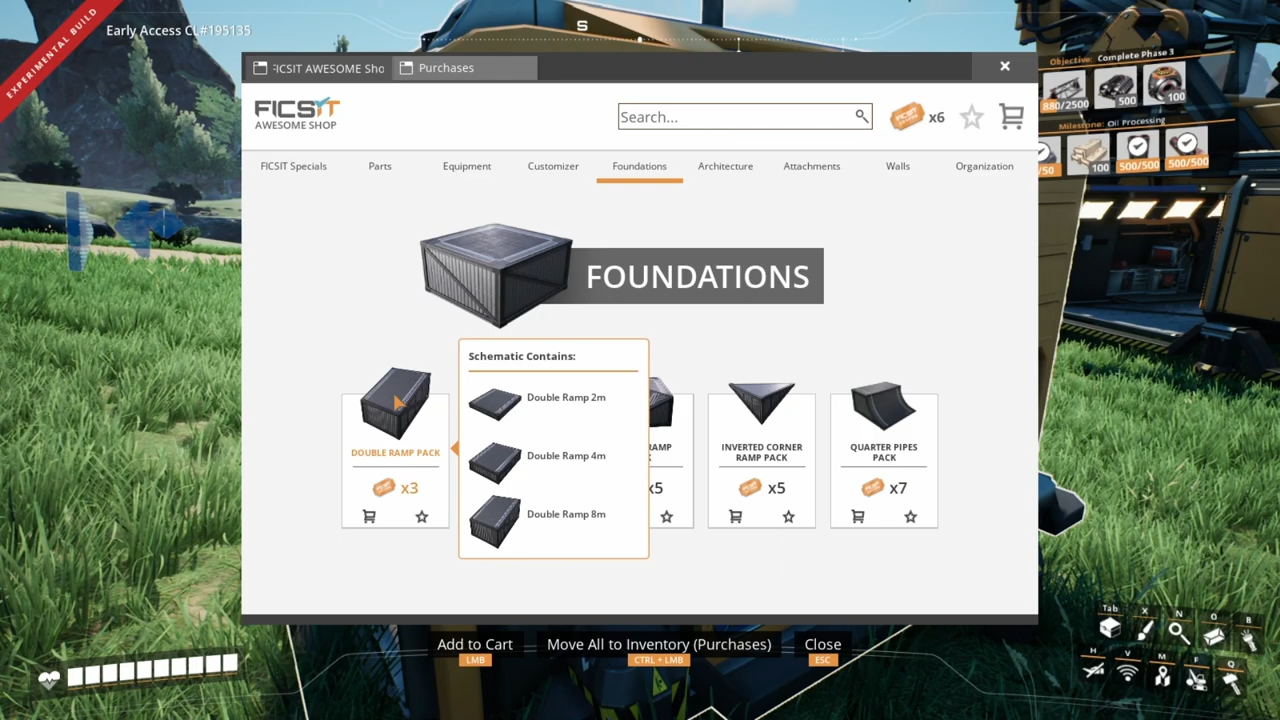 EXPERIMENTAL BUILD
Early Access CL#195135
S
FICSIT AWESOME Sho
Purchases
Objective: Complete Phase 3
880/2500
500
100
Milestone: Oil Processing
/50
100
500/500
500/500
FICSIT
AWESOME SHOP
Search...
x6
FICSIT Specials
Parts
Equipment
Customizer
Foundations
Architecture
Attachments
Walls
Organization
FOUNDATIONS
Schematic Contains:
Double Ramp 2m
Double Ramp 4m
Double Ramp 8m
DOUBLE RAMP PACK
x3
RAMP
x5
INVERTED CORNER
RAMP PACK
x5
QUARTER PIPES
PACK
x7
Add to Cart
LMB
Move All to Inventory (Purchases)
CTRL + LMB
Close
ESC
Tab
X
N
O
B
H
V
M
F
Q